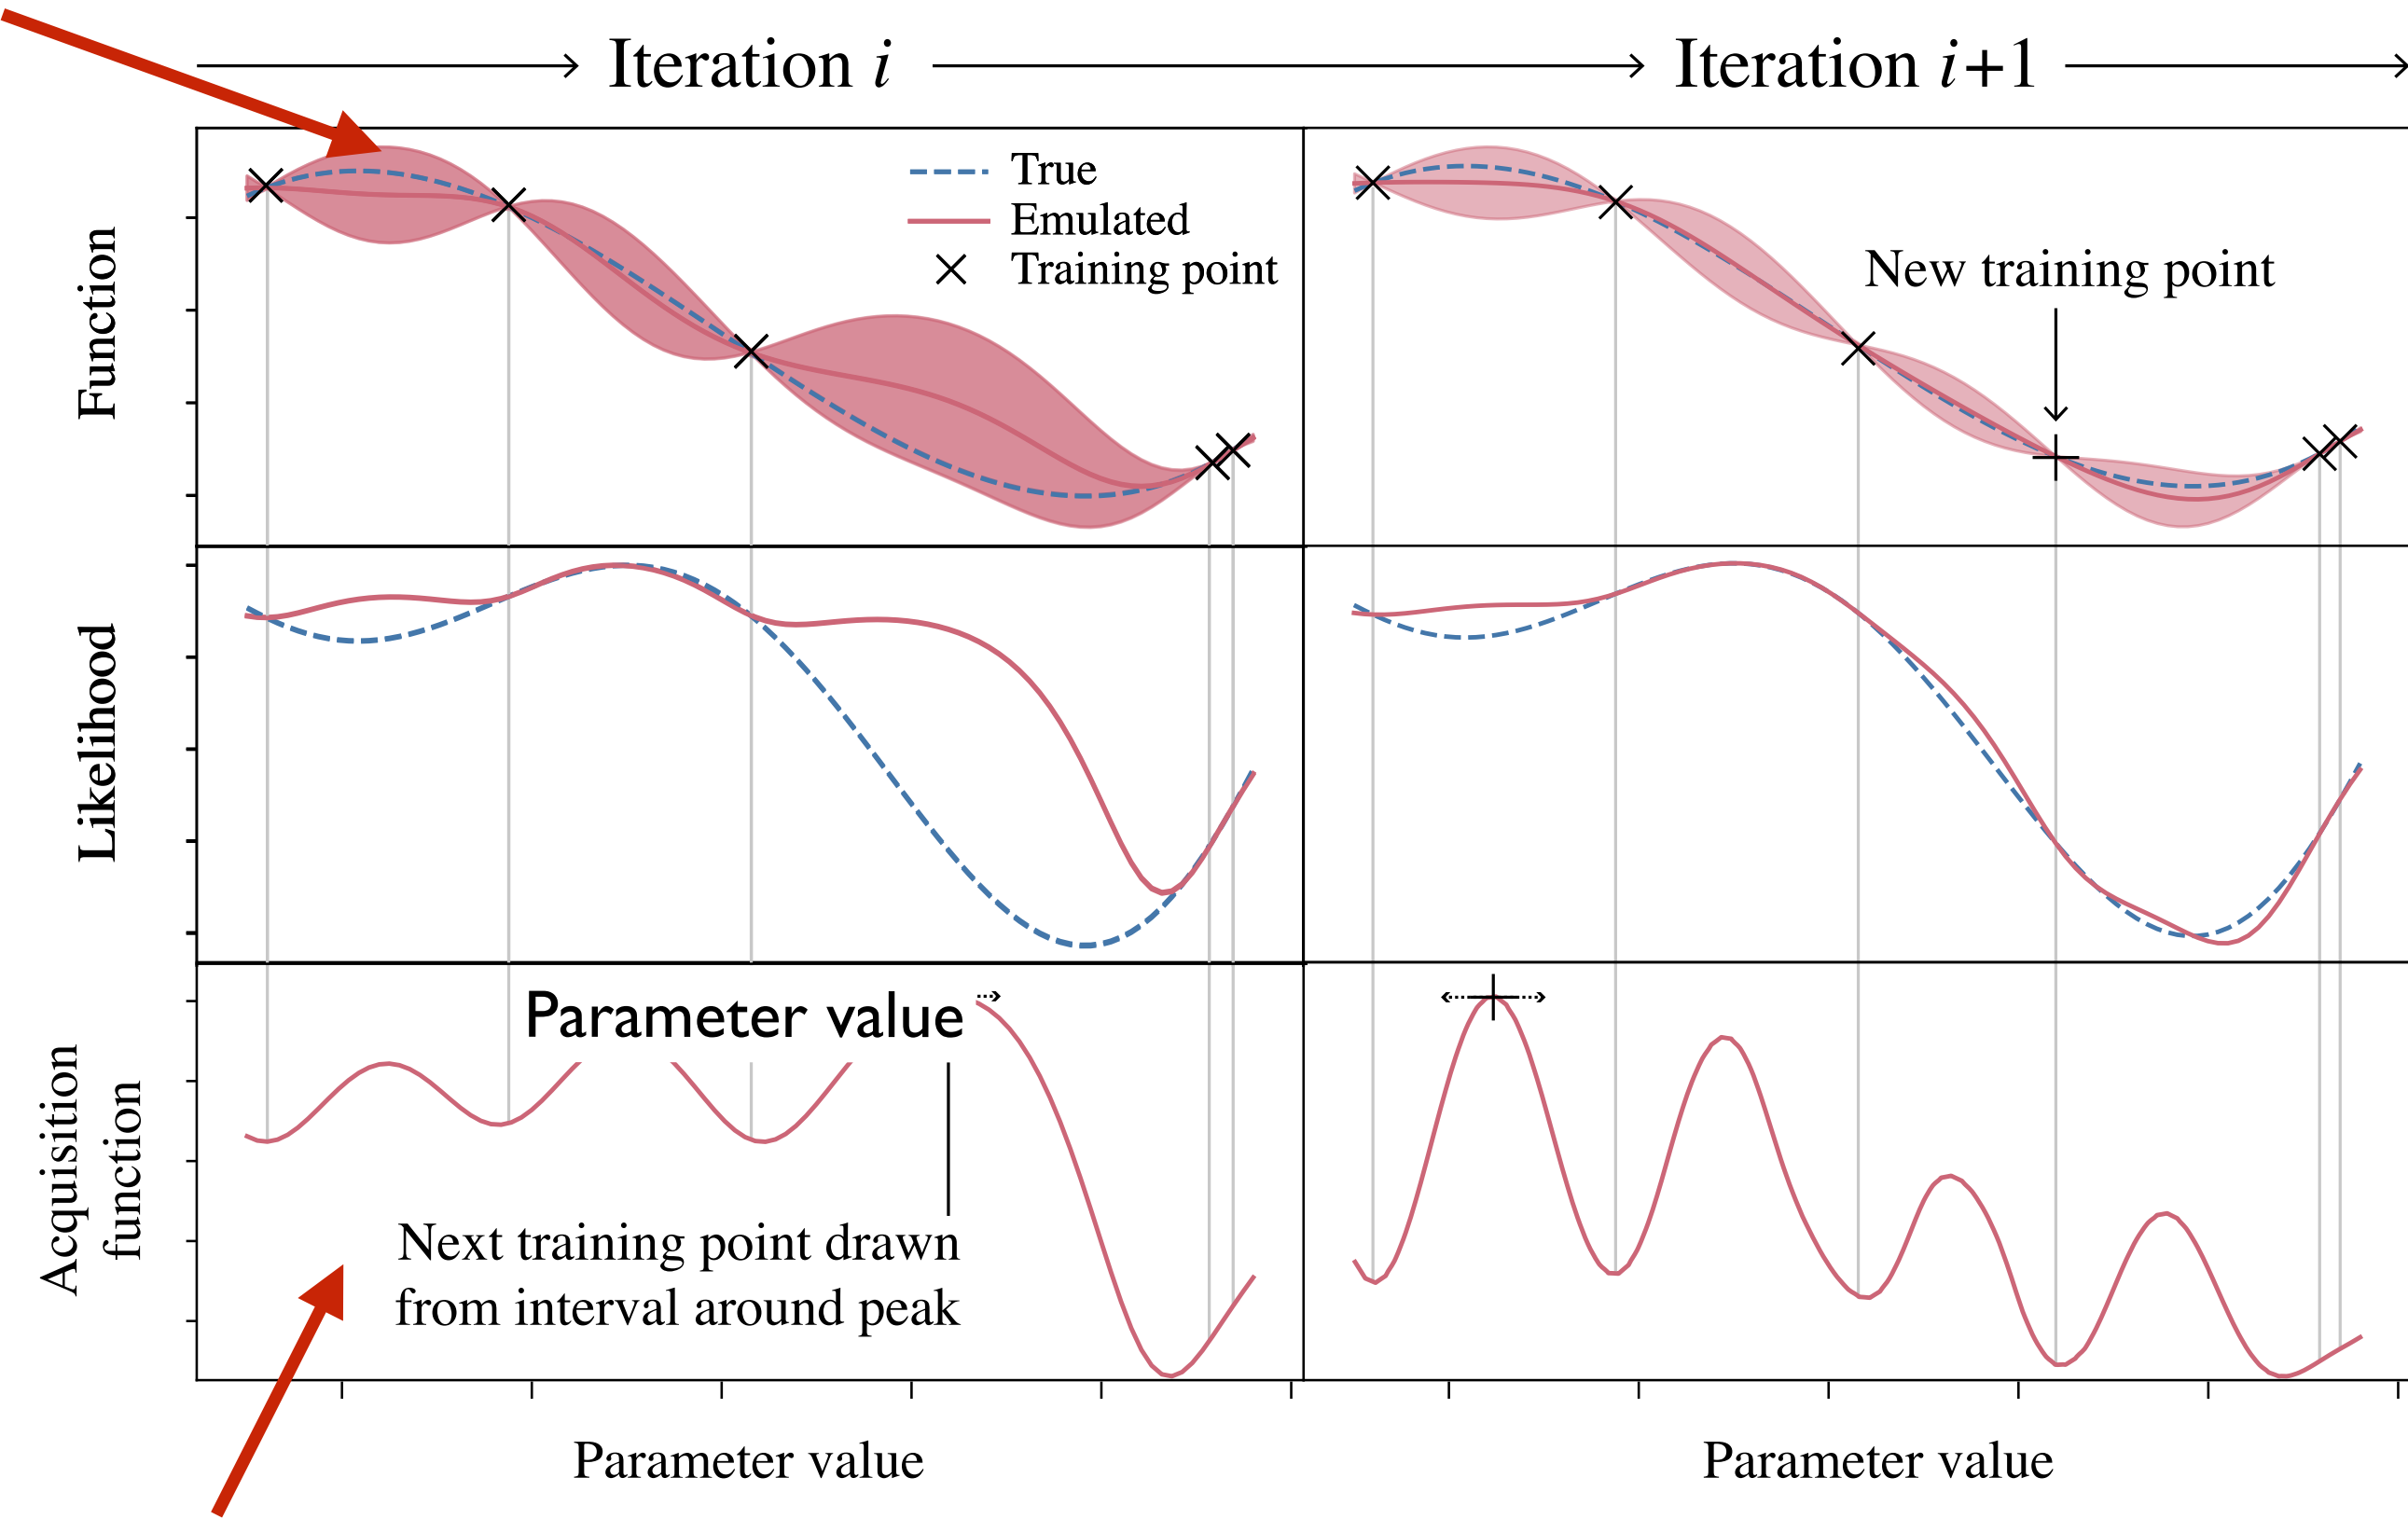 Iteration i
Iteration i+1
Function
True
Emulated
Training point
New training point
Likelihood
Acquisition
function
Parameter value
Next training point drawn
from interval around peak
Parameter value
Parameter value